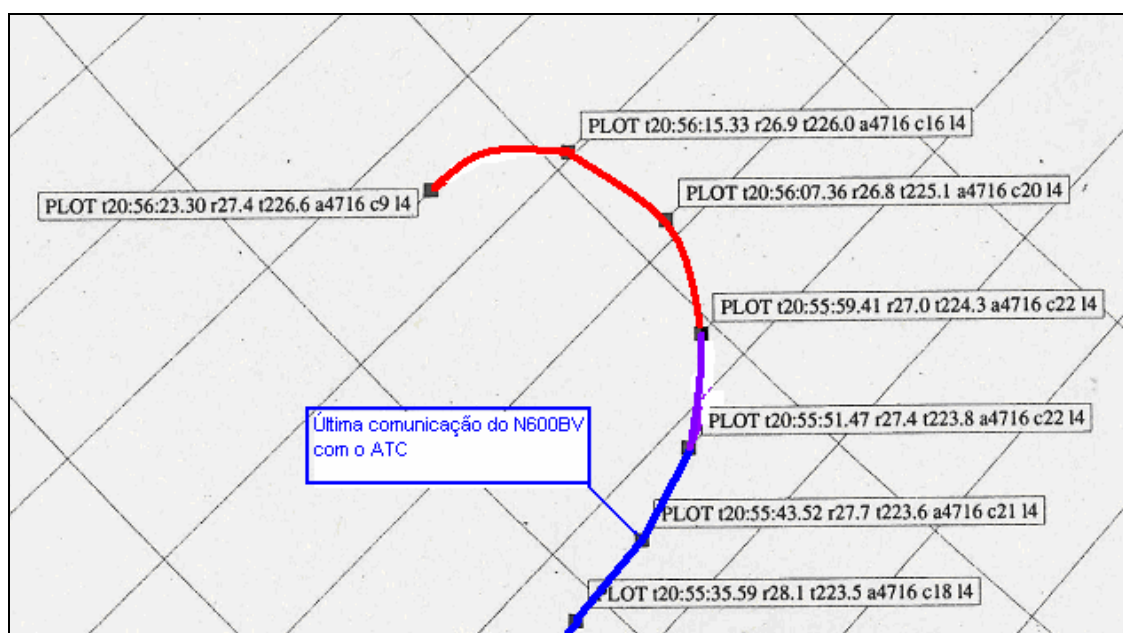 PLOT t20:56:15.33 r26.9 t226.0 a4716 c16 l4
PLOT t20:56:07.36 r26.8 t225.1 a4716 c20 l4
PLOT t20:56:23.30 r27.4 t226.6 a4716 c9 l4
PLOT t20:55:59.41 r27.0 t224.3 a4716 c22 l4
Última comunicação do N600BV
com o ATC
PLOT t20:55:51.47 r27.4 t223.8 a4716 c22 l4
PLOT t20:55:43.52 r27.7 t223.6 a4716 c21 l4
PLOT t20:55:35.59 r28.1 t223.5 a4716 c18 l4